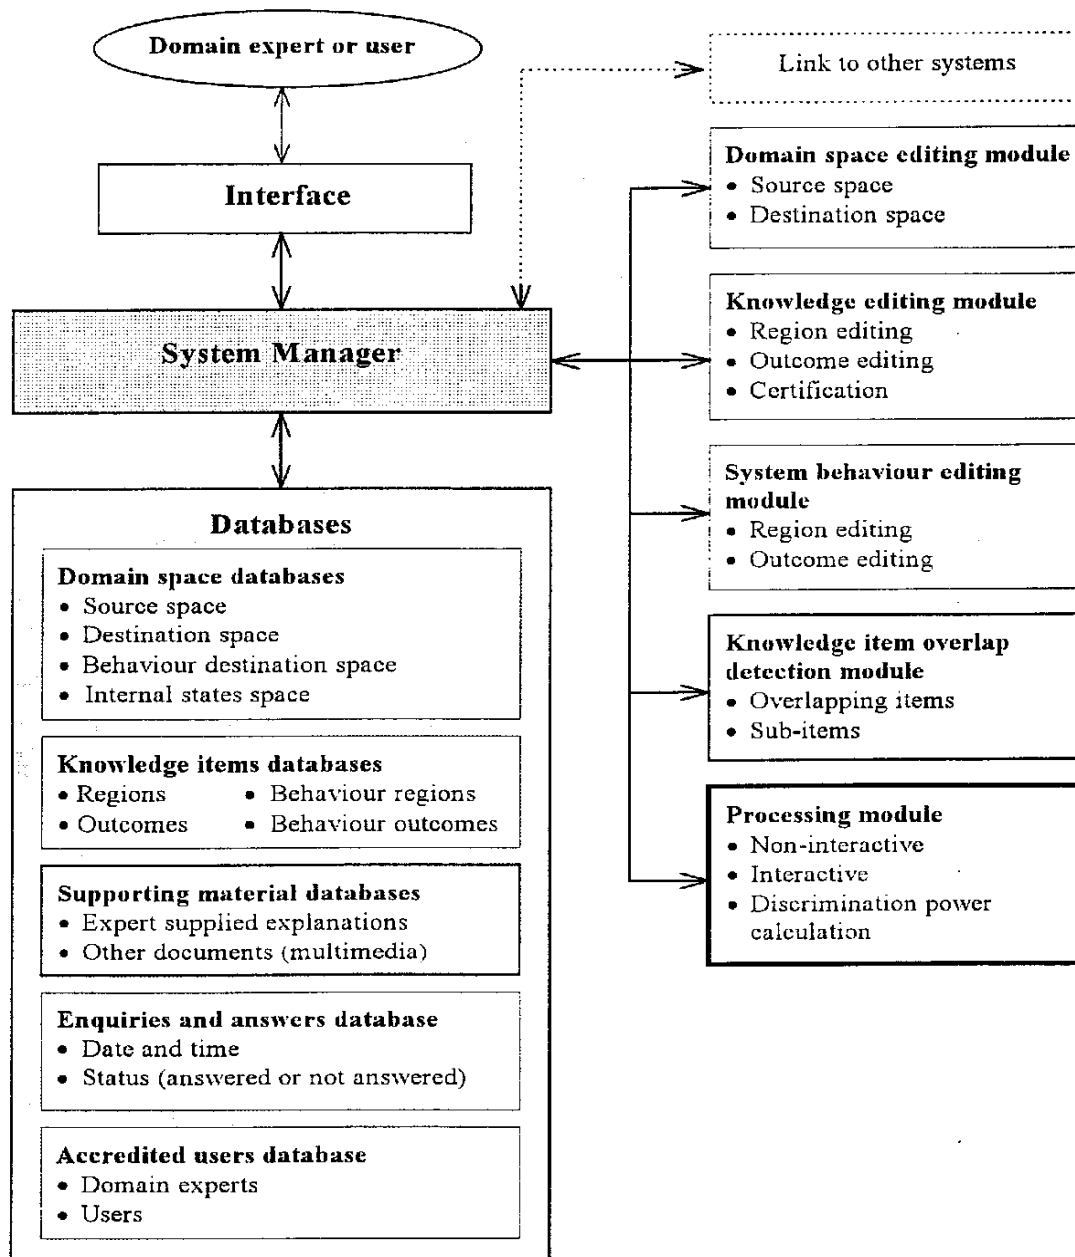 Domain expert or user
Interface
System Manager
Databases
Domain space databases
• Source space
• Destination space
• Behaviour destination space
• Internal states space
Knowledge items databases
• Regions • Behaviour regions
• Outcomes • Behaviour outcomes
Supporting material databases
• Expert supplied explanations
• Other documents (multimedia)
Enquiries and answers database
• Date and time
• Status (answered or not answered)
Accredited users database
• Domain experts
• Users
Link to other systems
Domain space editing module
• Source space
• Destination space
Knowledge editing module
• Region editing
• Outcome editing
• Certification
System behaviour editing
module
• Region editing
• Outcome editing
Knowledge item overlap
detection module
• Overlapping items
• Sub-items
Processing module
• Non-interactive
• Interactive
• Discrimination power
calculation